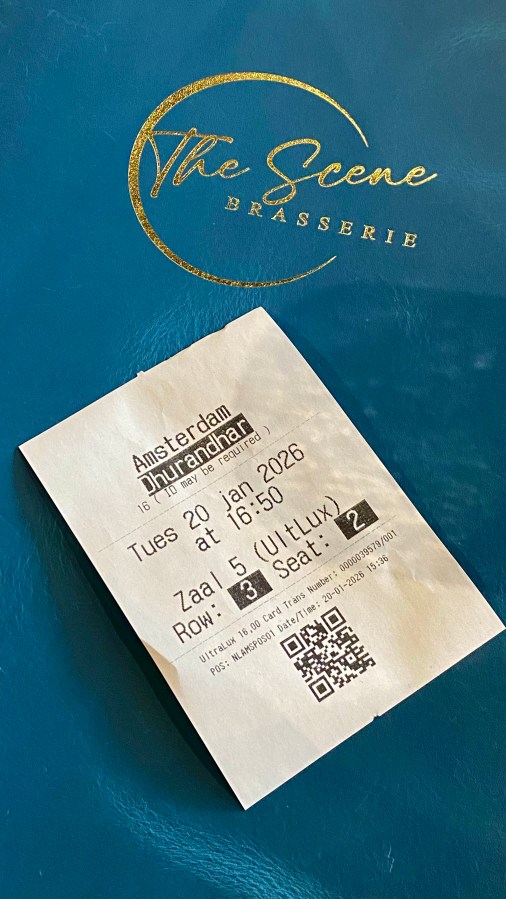 The Scene
BRASSERIE
Amsterdam
Dhurandhar
16 ( ID may be required )
Tues 20 jan 2026
at 16:50
Zaal 5 (UltLux)
Row: 3 Seat: 2
UltraLux 16,00 Card Trans Number: 0000039579/001
POS: NLAMSPOS01 Date/Time: 20-01-2026 15:36